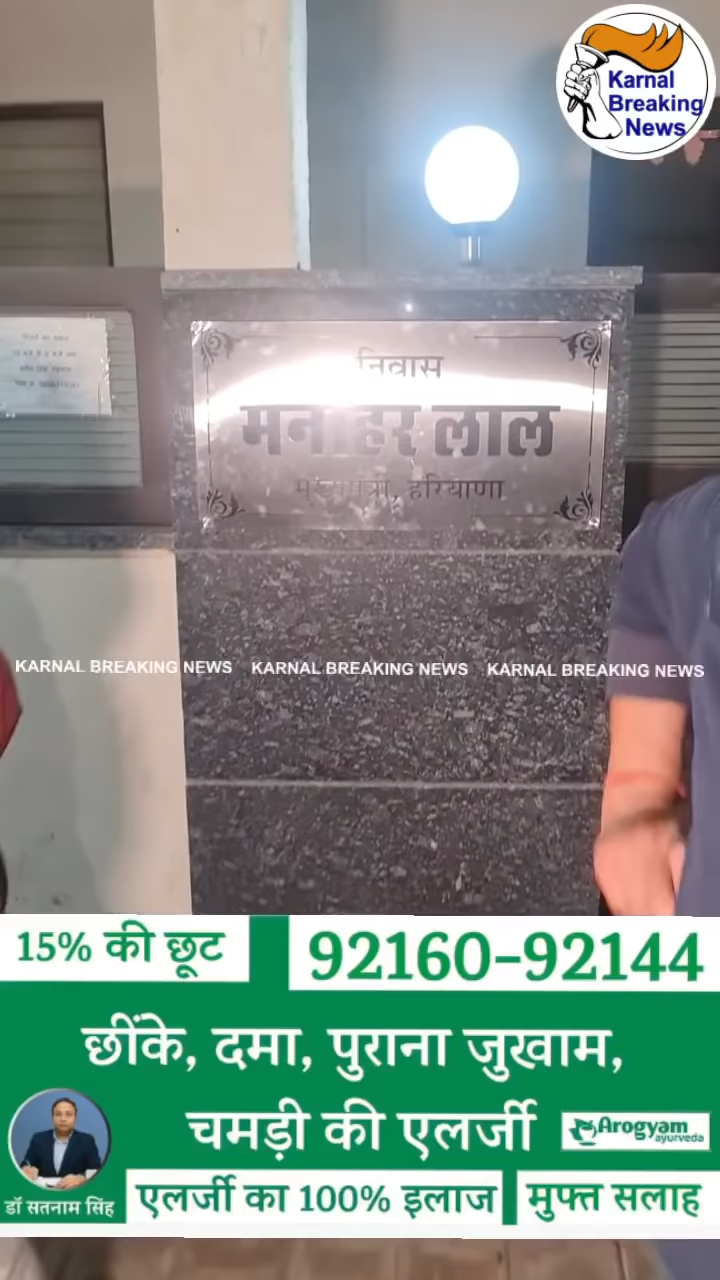 Karnal
Breaking
News
निवास
मनोहर लाल
मुख्यमंत्री, हरियाणा
KARNAL BREAKING NEWS KARNAL BREAKING NEWS KARNAL BREAKING NEWS
15% की छूट
92160-92144
छींके, दमा, पुराना जुखाम,
चमड़ी की एलर्जी
Arogyam
ayurveda
डॉ सतनाम सिंह
एलर्जी का 100% इलाज
मुफ्त सलाह